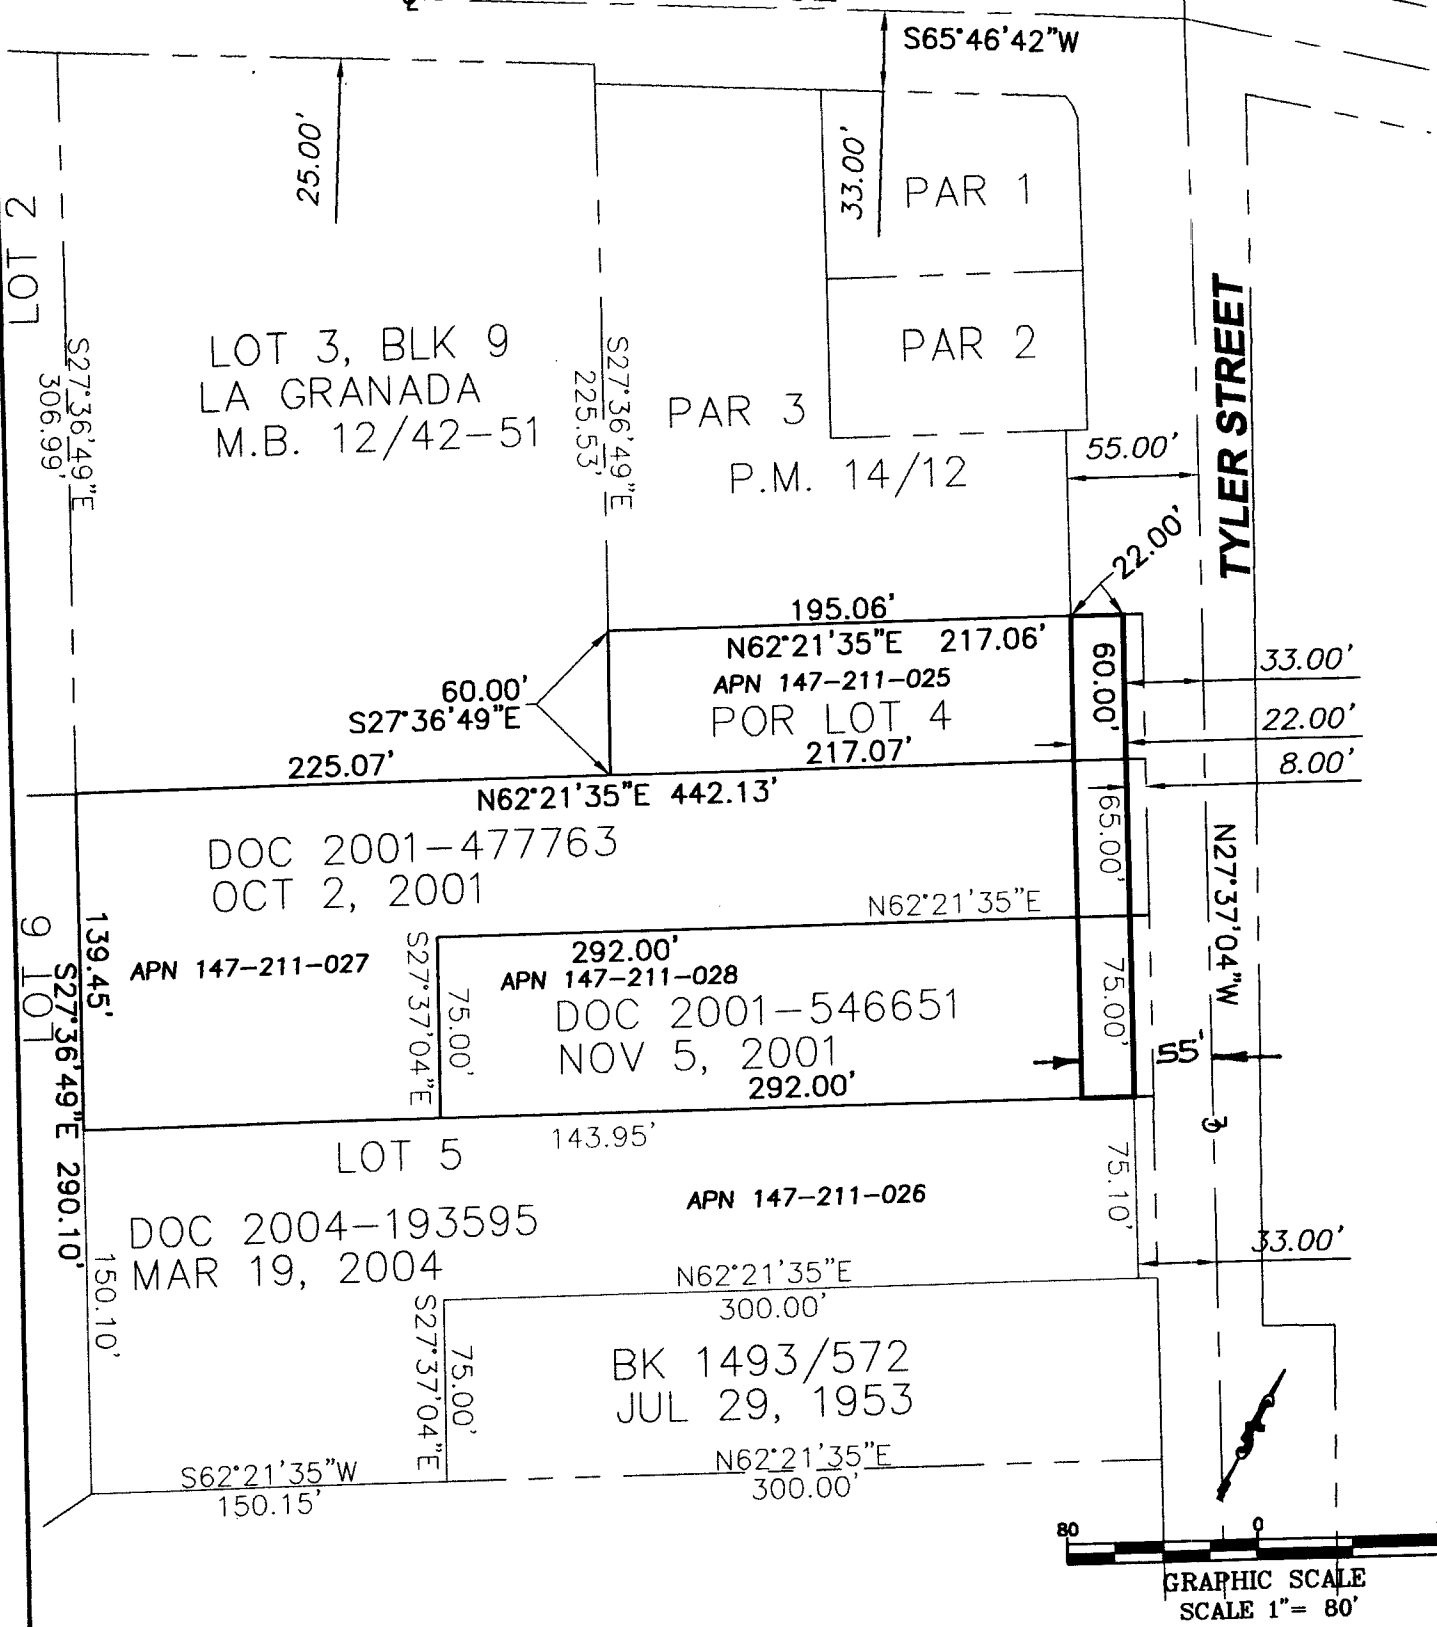 S65°46'42"W
25.00'
33.00'
PAR 1
LOT 2
PAR 2
LOT 3, BLK 9
LA GRANADA
M.B. 12/42-51
S27°36'49"E
306.99'
S27°36'49"E
225.53'
PAR 3
P.M. 14/12
55.00'
TYLER STREET
22.00'
195.06'
N62°21'35"E 217.06'
APN 147-211-025
POR LOT 4
217.07'
60.00'
33.00'
22.00'
8.00'
60.00'
S27°36'49"E
225.07'
N62°21'35"E 442.13'
65.00'
DOC 2001-477763
OCT 2, 2001
N62°21'35"E
N27°37'04"W
9
LOT
139.45'
S27°36'49"E 290.10'
APN 147-211-027
S27°37'04"E
75.00'
292.00'
APN 147-211-028
DOC 2001-546651
NOV 5, 2001
292.00'
75.00'
55'
143.95'
LOT 5
APN 147-211-026
75.10'
DOC 2004-193595
MAR 19, 2004
150.10'
33.00'
N62°21'35"E
300.00'
S27°37'04"E
75.00'
BK 1493/572
JUL 29, 1953
N62°21'35"E
300.00'
S62°21'35"W
150.15'
80 0
GRAPHIC SCALE
SCALE 1"= 80'